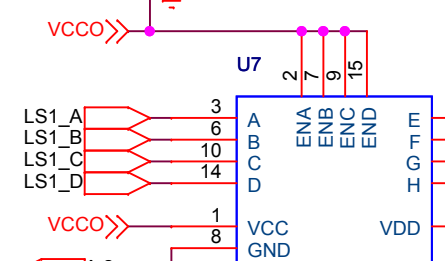 VCCO
U7
2 7 9 15
ENA ENB ENC END
LS1_A 3 A E
LS1_B 6 B F
LS1_C 10 C G
LS1_D 14 D H
VCCO 1 VCC VDD
8 GND